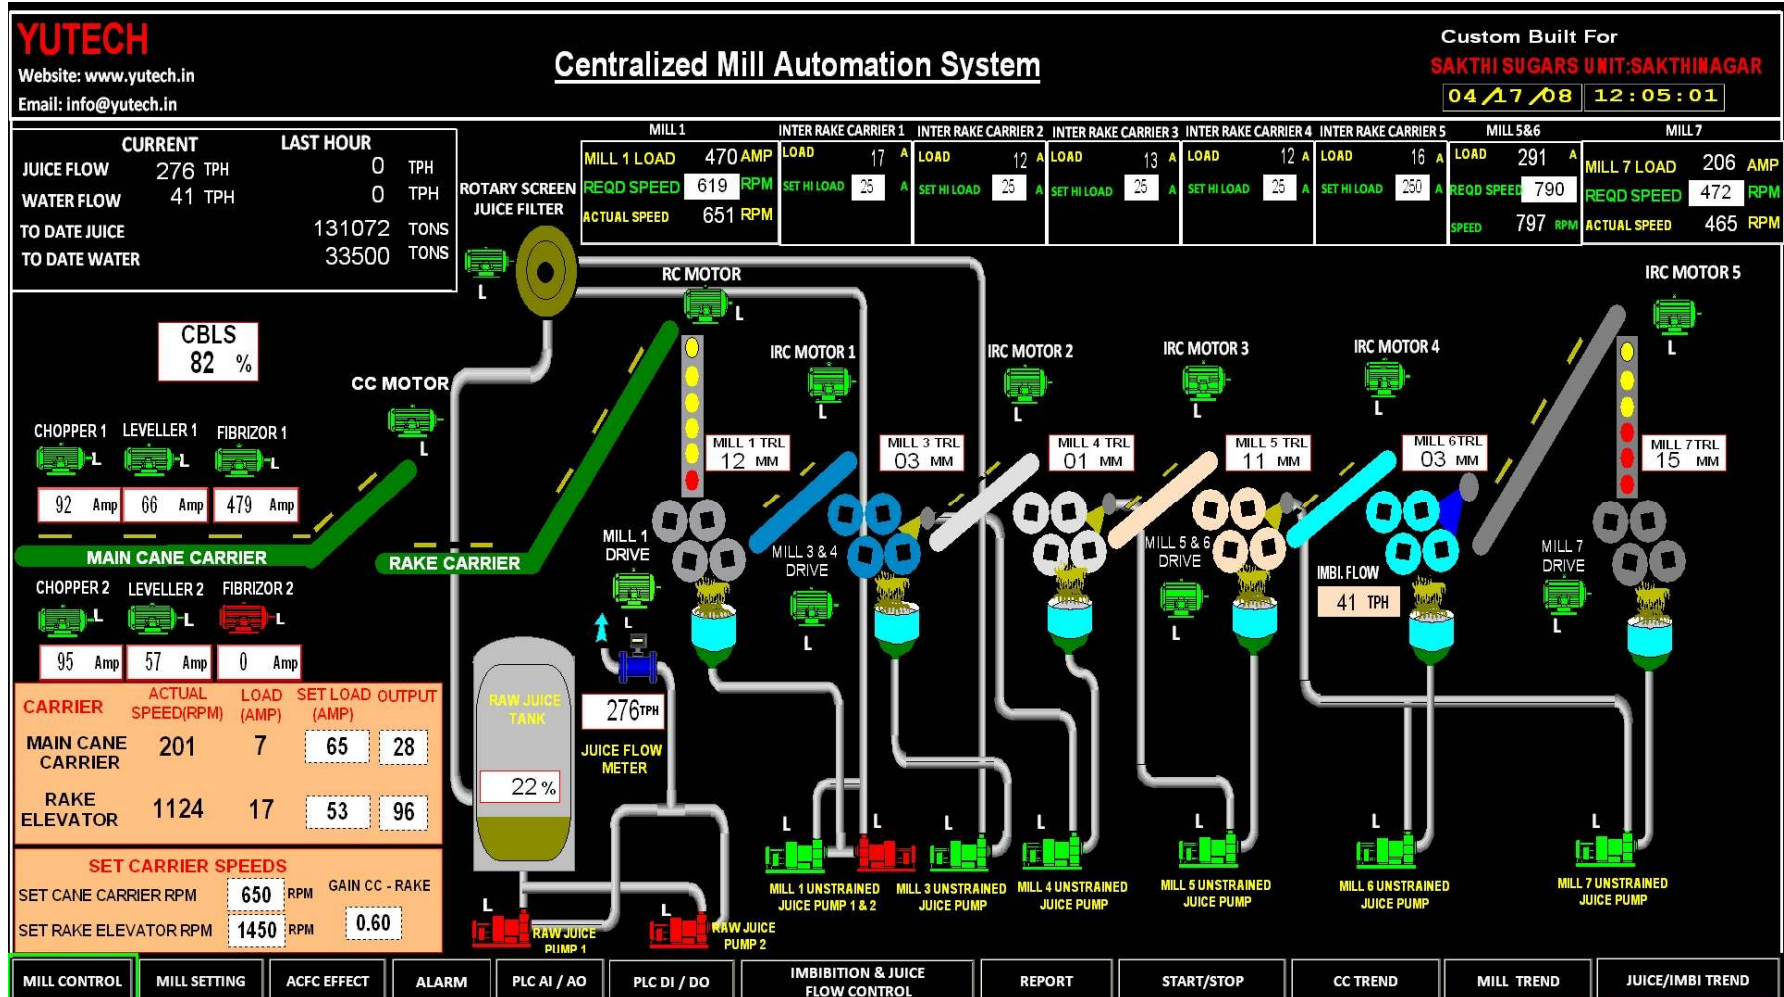 YUTECH
Website: www.yutech.in
Email: info@yutech.in
Centralized Mill Automation System
Custom Built For
SAKTHI SUGARS UNIT:SAKTHINAGAR
04/17/08 12:05:01
CURRENT LAST HOUR
JUICE FLOW 276 TPH 0 TPH
WATER FLOW 41 TPH 0 TPH
TO DATE JUICE 131072 TONS
TO DATE WATER 33500 TONS
MILL 1
MILL 1 LOAD 470 AMP
REQD SPEED 619 RPM
ACTUAL SPEED 651 RPM
INTER RAKE CARRIER 1
LOAD 17 A
SET HI LOAD 25 A
INTER RAKE CARRIER 2
LOAD 12 A
SET HI LOAD 25 A
INTER RAKE CARRIER 3
LOAD 13 A
SET HI LOAD 25 A
INTER RAKE CARRIER 4
LOAD 12 A
SET HI LOAD 25 A
INTER RAKE CARRIER 5
LOAD 16 A
SET HI LOAD 250 A
MILL 5&6
LOAD 291 A
REQD SPEED 790
SPEED 797 RPM
MILL 7
MILL 7 LOAD 206 AMP
REQD SPEED 472 RPM
ACTUAL SPEED 465 RPM
ROTARY SCREEN
JUICE FILTER
L
RC MOTOR
L
IRC MOTOR 5
L
CBLS
82 %
CC MOTOR
L
IRC MOTOR 1
L
IRC MOTOR 2
L
IRC MOTOR 3
L
IRC MOTOR 4
L
CHOPPER 1 LEVELLER 1 FIBRIZOR 1
L L L
92 Amp 66 Amp 479 Amp
MILL 1 TRL
12 MM
MILL 3 TRL
03 MM
MILL 4 TRL
01 MM
MILL 5 TRL
11 MM
MILL 6TRL
03 MM
MILL 7TRL
15 MM
MAIN CANE CARRIER
RAKE CARRIER
MILL 1
DRIVE
L
MILL 3 & 4
DRIVE
L
MILL 5 & 6
DRIVE
L
IMBI. FLOW
41 TPH
MILL 7
DRIVE
L
CHOPPER 2 LEVELLER 2 FIBRIZOR 2
L L L
95 Amp 57 Amp 0 Amp
CARRIER ACTUAL SPEED(RPM) LOAD (AMP) SET LOAD (AMP) OUTPUT
MAIN CANE CARRIER 201 7 65 28
RAKE ELEVATOR 1124 17 53 96
RAW JUICE
TANK
22 %
276 TPH
JUICE FLOW
METER
SET CARRIER SPEEDS
SET CANE CARRIER RPM 650 RPM
SET RAKE ELEVATOR RPM 1450 RPM
GAIN CC - RAKE
0.60
L
RAW JUICE
PUMP 1
L
RAW JUICE
PUMP 2
L L
MILL 1 UNSTRAINED
JUICE PUMP 1 & 2
L
MILL 3 UNSTRAINED
JUICE PUMP
L
MILL 4 UNSTRAINED
JUICE PUMP
L
MILL 5 UNSTRAINED
JUICE PUMP
L
MILL 6 UNSTRAINED
JUICE PUMP
L
MILL 7 UNSTRAINED
JUICE PUMP
MILL CONTROL
MILL SETTING
ACFC EFFECT
ALARM
PLC AI / AO
PLC DI / DO
IMBIBITION & JUICE
FLOW CONTROL
REPORT
START/STOP
CC TREND
MILL TREND
JUICE/IMBI TREND